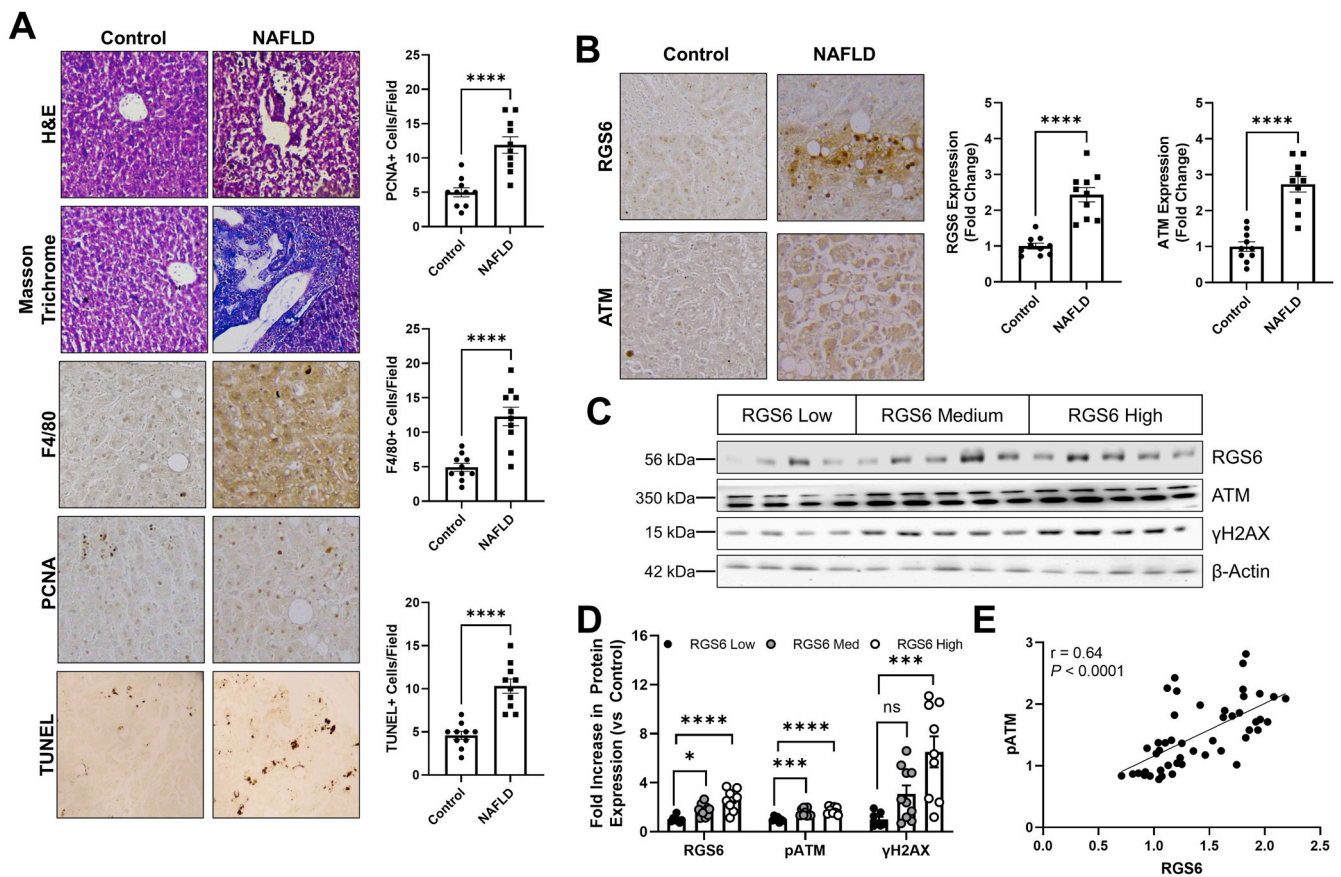 A
Control
NAFLD
H&E
Masson
Trichrome
F4/80
PCNA
TUNEL
PCNA+ Cells/Field
25
20
15
10
5
0
****
Control
NAFLD
F4/80+ Cells/Field
25
20
15
10
5
0
****
Control
NAFLD
TUNEL+ Cells/Field
20
15
10
5
0
****
Control
NAFLD
B
Control
NAFLD
RGS6
ATM
RGS6 Expression
(Fold Change)
5
4
3
2
1
0
****
Control
NAFLD
ATM Expression
(Fold Change)
5
4
3
2
1
0
****
Control
NAFLD
C
RGS6 Low
RGS6 Medium
RGS6 High
56 kDa
RGS6
350 kDa
ATM
15 kDa
γH2AX
42 kDa
β-Actin
D
Fold Increase in Protein
Expression (vs Control)
16
12
8
4
0
RGS6 Low
RGS6 Med
RGS6 High
****
*
****
***
***
ns
RGS6
pATM
γH2AX
E
r = 0.64
P < 0.0001
pATM
3
2
1
0
0.0
0.5
1.0
1.5
2.0
2.5
RGS6